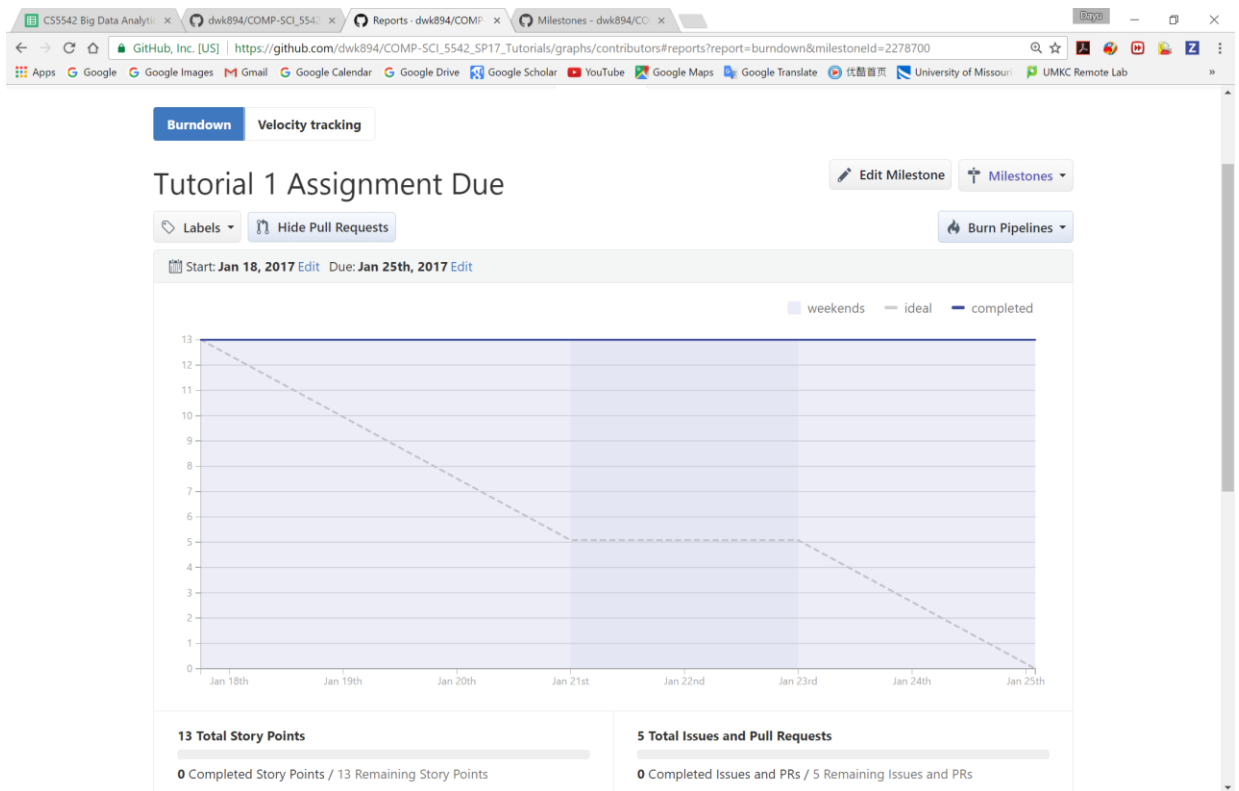 CS5542 Big Data Analytic
dwk894/COMP-SCI_5542
Reports - dwk894/COMP-
Milestones - dwk894/CO
Dayu
GitHub, Inc. [US] https://github.com/dwk894/COMP-SCI_5542_SP17_Tutorials/graphs/contributors#reports?report=burndown&milestoneId=2278700
Apps Google Google Images Gmail Google Calendar Google Drive Google Scholar YouTube Google Maps Google Translate 优酷首页 University of Missouri UMKC Remote Lab »
Burndown Velocity tracking
Tutorial 1 Assignment Due
Edit Milestone Milestones
Labels Hide Pull Requests
Burn Pipelines
Start: Jan 18, 2017 Edit Due: Jan 25th, 2017 Edit
weekends ideal completed
13
12
11
10
9
8
7
6
5
4
3
2
1
0
Jan 18th Jan 19th Jan 20th Jan 21st Jan 22nd Jan 23rd Jan 24th Jan 25th
13 Total Story Points
0 Completed Story Points / 13 Remaining Story Points
5 Total Issues and Pull Requests
0 Completed Issues and PRs / 5 Remaining Issues and PRs